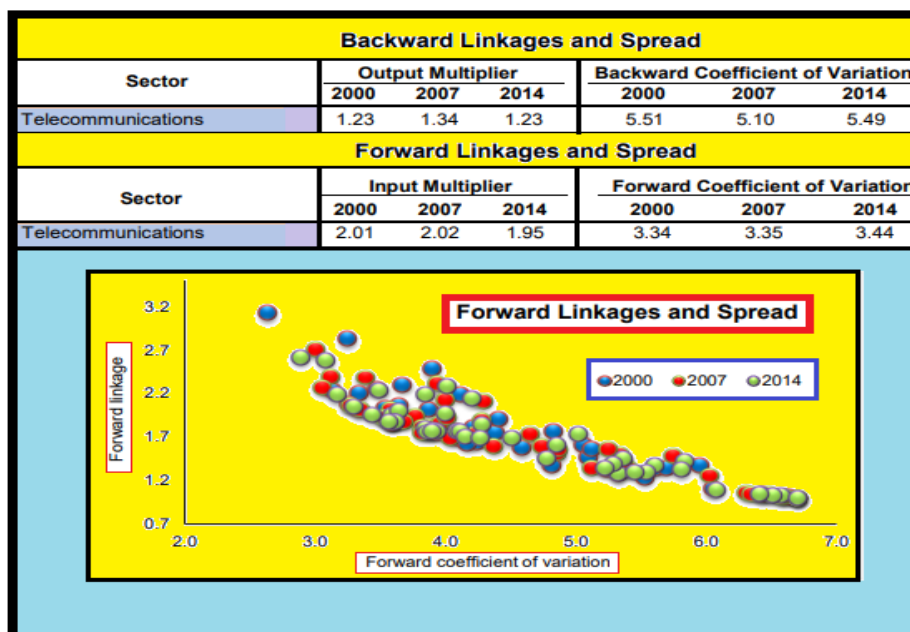 Backward Linkages and Spread
Sector Output Multiplier Backward Coefficient of Variation
2000 2007 2014 2000 2007 2014
Telecommunications 1.23 1.34 1.23 5.51 5.10 5.49
Forward Linkages and Spread
Sector Input Multiplier Forward Coefficient of Variation
2000 2007 2014 2000 2007 2014
Telecommunications 2.01 2.02 1.95 3.34 3.35 3.44
Forward Linkages and Spread
2000 2007 2014
Forward linkage
3.2
2.7
2.2
1.7
1.2
0.7
2.0 3.0 4.0 5.0 6.0 7.0
Forward coefficient of variation